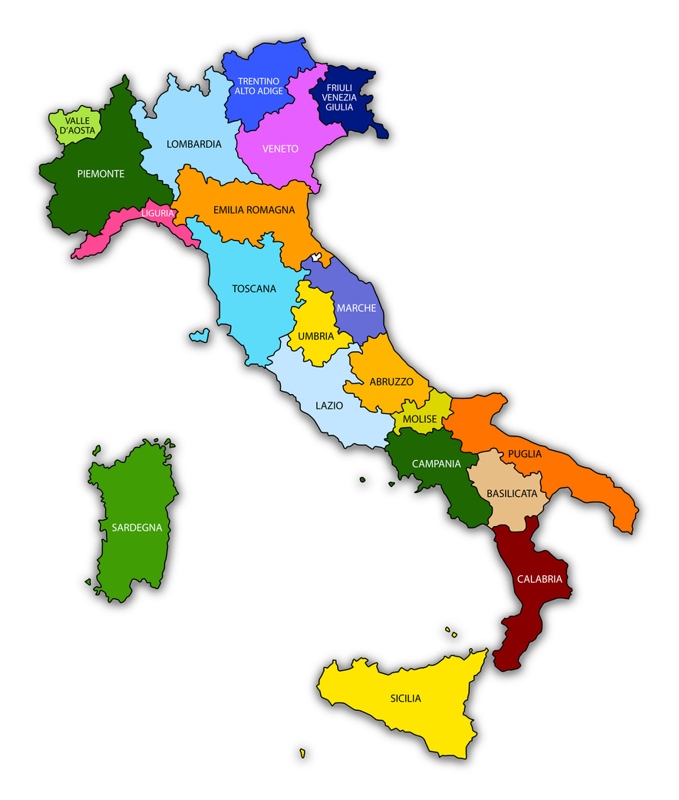 TRENTINO
ALTO ADIGE
FRIULI
VENEZIA
GIULIA
VALLE
D'AOSTA
LOMBARDIA
VENETO
PIEMONTE
LIGURIA
EMILIA ROMAGNA
TOSCANA
MARCHE
UMBRIA
ABRUZZO
LAZIO
MOLISE
PUGLIA
CAMPANIA
BASILICATA
SARDEGNA
CALABRIA
SICILIA